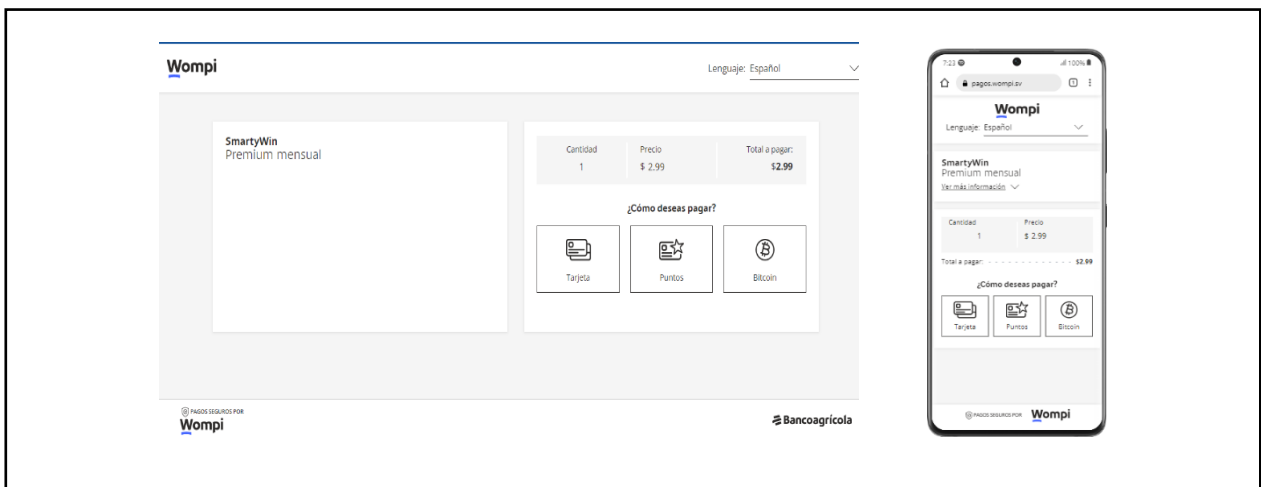 Wompi
Lenguaje: Español
SmartyWin
Premium mensual
Cantidad Precio Total a pagar:
1 $ 2.99 $2.99
¿Cómo deseas pagar?
Tarjeta Puntos Bitcoin
PAGOS SEGUROS POR
Wompi
Bancoagrícola
7:23 100%
pagos.wompi.sv 1
Wompi
Lenguaje: Español
SmartyWin
Premium mensual
Ver más información
Cantidad Precio
1 $ 2.99
Total a pagar: $2.99
¿Cómo deseas pagar?
Tarjeta Puntos Bitcoin
PAGOS SEGUROS POR Wompi